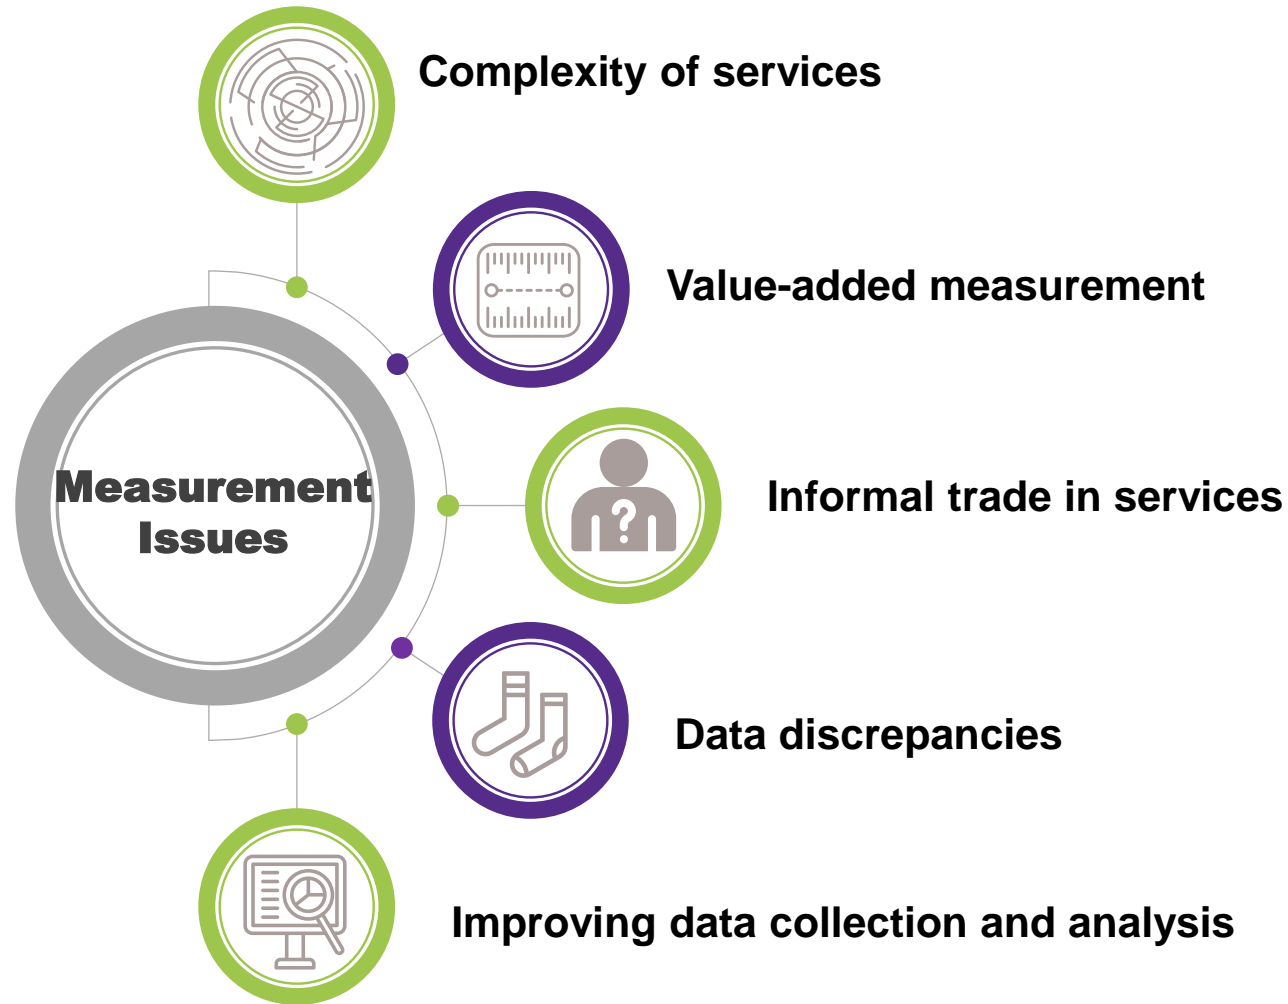 Complexity of services
Value-added measurement
Measurement
Issues
Informal trade in services
?
Data discrepancies
Improving data collection and analysis